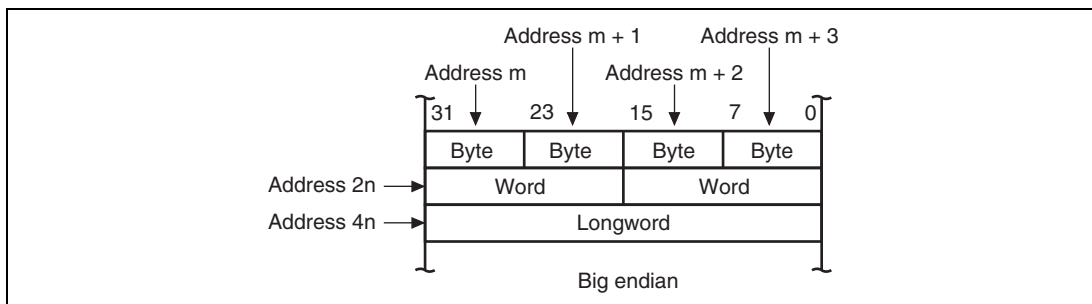 Address m + 1 Address m + 3
Address m Address m + 2
31 23 15 7 0
Byte Byte Byte Byte
Address 2n Word Word
Address 4n Longword
Big endian